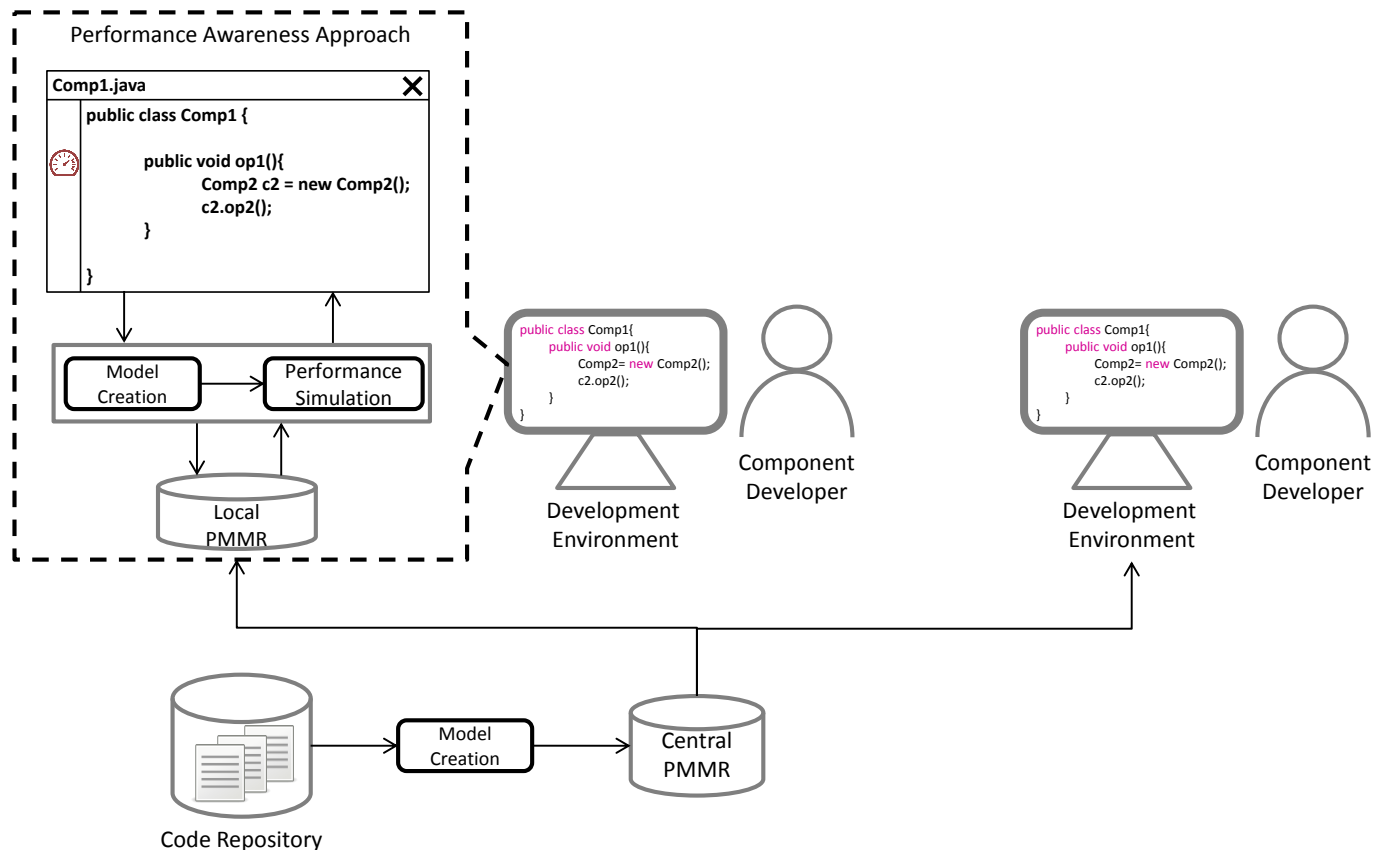 Performance Awareness Approach
Comp1.java
public class Comp1 {
public void op1(){
Comp2 c2 = new Comp2();
c2.op2();
}
}
Model
Creation
Performance
Simulation
Local
PMMR
public class Comp1{
public void op1(){
Comp2= new Comp2();
c2.op2();
}
}
Development
Environment
Component
Developer
public class Comp1{
public void op1(){
Comp2= new Comp2();
c2.op2();
}
}
Development
Environment
Component
Developer
Code Repository
Model
Creation
Central
PMMR